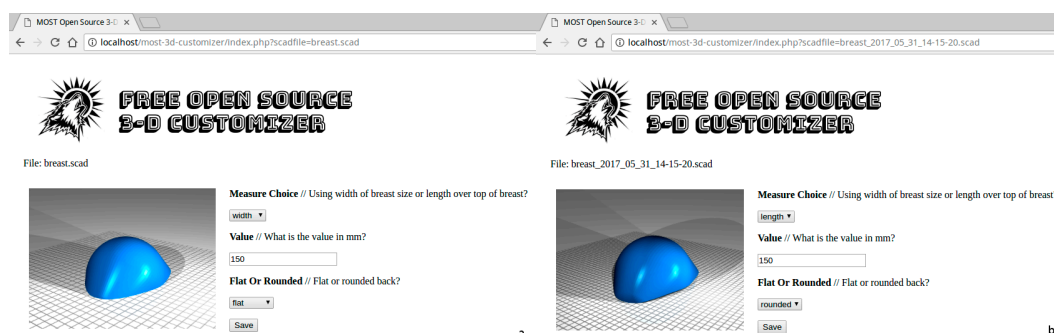 MOST Open Source 3-D
localhost/most-3d-customizer/index.php?scadfile=breast.scad
FREE OPEN SOURCE
3-D CUSTOMIZER
File: breast.scad
Measure Choice // Using width of breast size or length over top of breast?
width
Value // What is the value in mm?
150
Flat Or Rounded // Flat or rounded back?
flat
Save
MOST Open Source 3-D
localhost/most-3d-customizer/index.php?scadfile=breast_2017_05_31_14-15-20.scad
FREE OPEN SOURCE
3-D CUSTOMIZER
File: breast_2017_05_31_14-15-20.scad
Measure Choice // Using width of breast size or length over top of breast?
length
Value // What is the value in mm?
150
Flat Or Rounded // Flat or rounded back?
rounded
Save